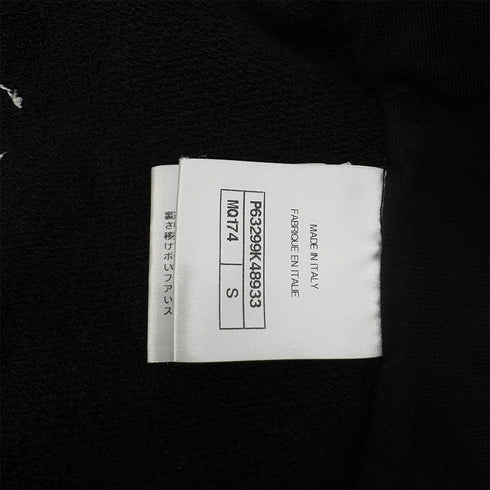 MADE IN ITALY
FABRIQUE EN ITALIE
P63299K48933
MQ174
S